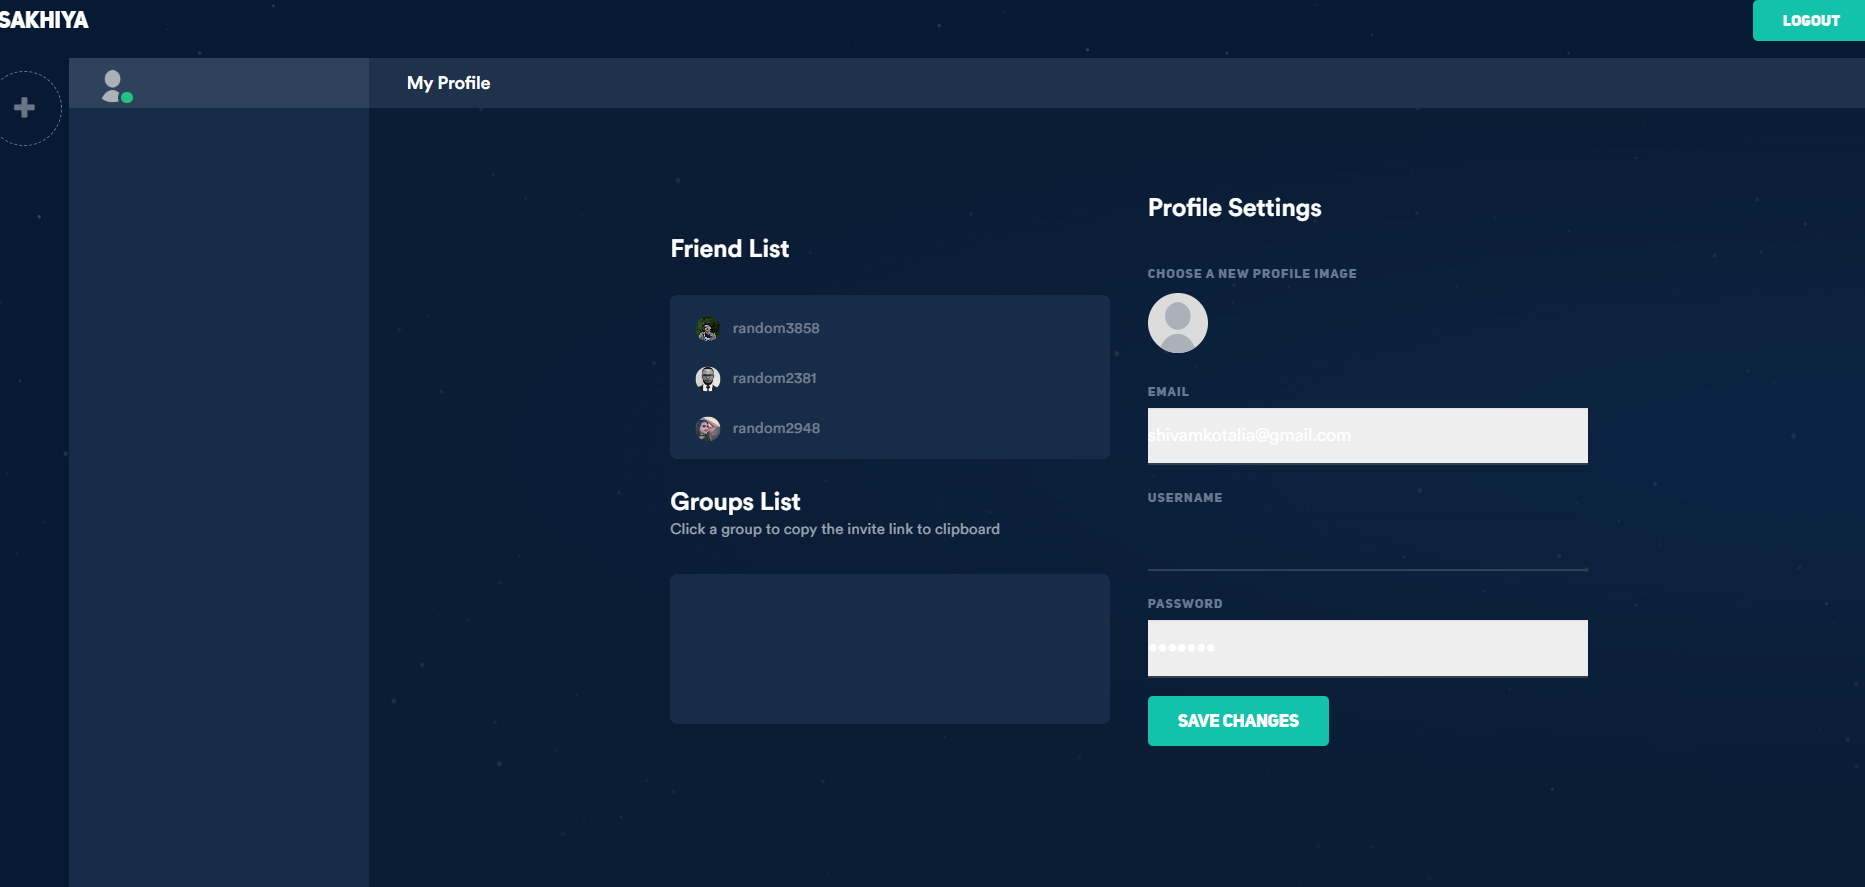 SAKHIYA
LOGOUT
My Profile
Friend List
random3858
random2381
random2948
Groups List
Click a group to copy the invite link to clipboard
Profile Settings
CHOOSE A NEW PROFILE IMAGE
EMAIL
shivamkotalia@gmail.com
USERNAME
PASSWORD
•••••••
SAVE CHANGES